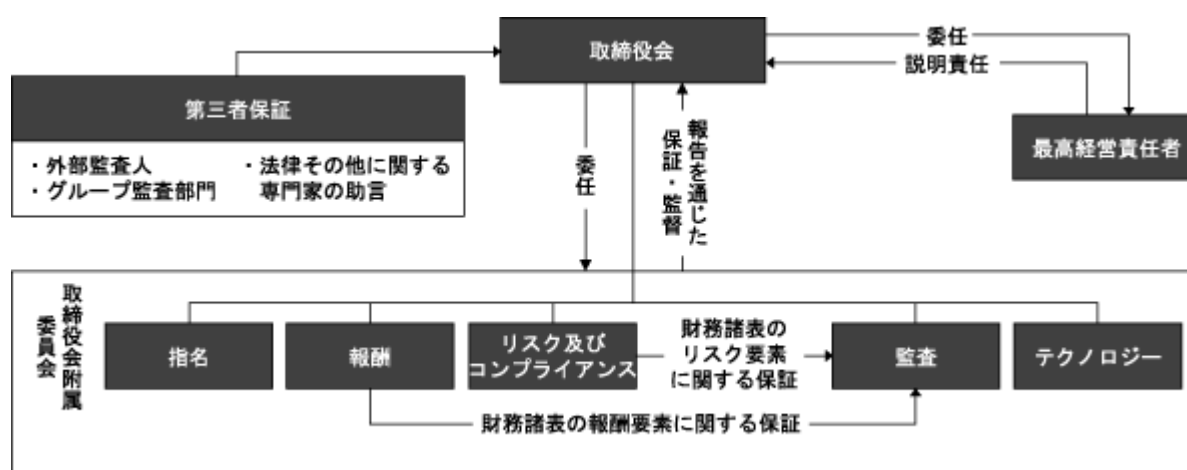 取締役会
委任
説明責任
第三者保証
・外部監査人
・グループ監査部門
・法律その他に関する
専門家の助言
最高経営責任者
委任
報告を通じた
保証・監督
取締役会附属
委員会
指名
報酬
リスク及び
コンプライアンス
財務諸表の
リスク要素
に関する保証
監査
テクノロジー
財務諸表の報酬要素に関する保証